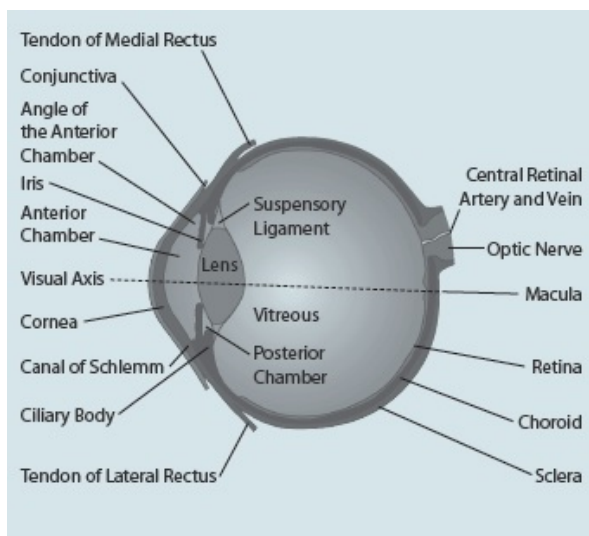 Tendon of Medial Rectus
Conjunctiva
Angle of
the Anterior
Chamber
Iris
Anterior
Chamber
Visual Axis
Cornea
Canal of Schlemm
Ciliary Body
Tendon of Lateral Rectus
Suspensory
Ligament
Lens
Vitreous
Posterior
Chamber
Central Retinal
Artery and Vein
Optic Nerve
Macula
Retina
Choroid
Sclera